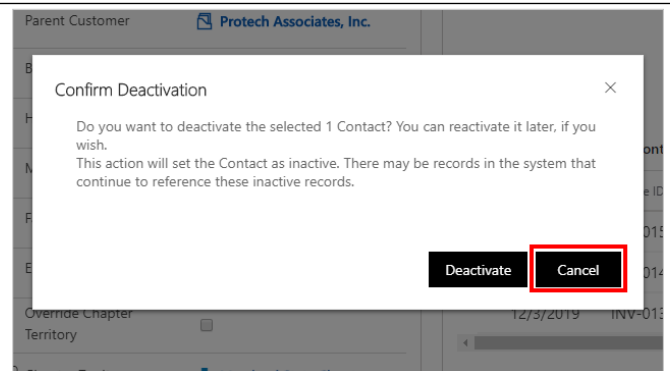 Parent Customer Protech Associates, Inc.
Confirm Deactivation
Do you want to deactivate the selected 1 Contact? You can reactivate it later, if you
wish.
This action will set the Contact as inactive. There may be records in the system that
continue to reference these inactive records.
Deactivate Cancel
Override Chapter
Territory
12/3/2019 INV-013